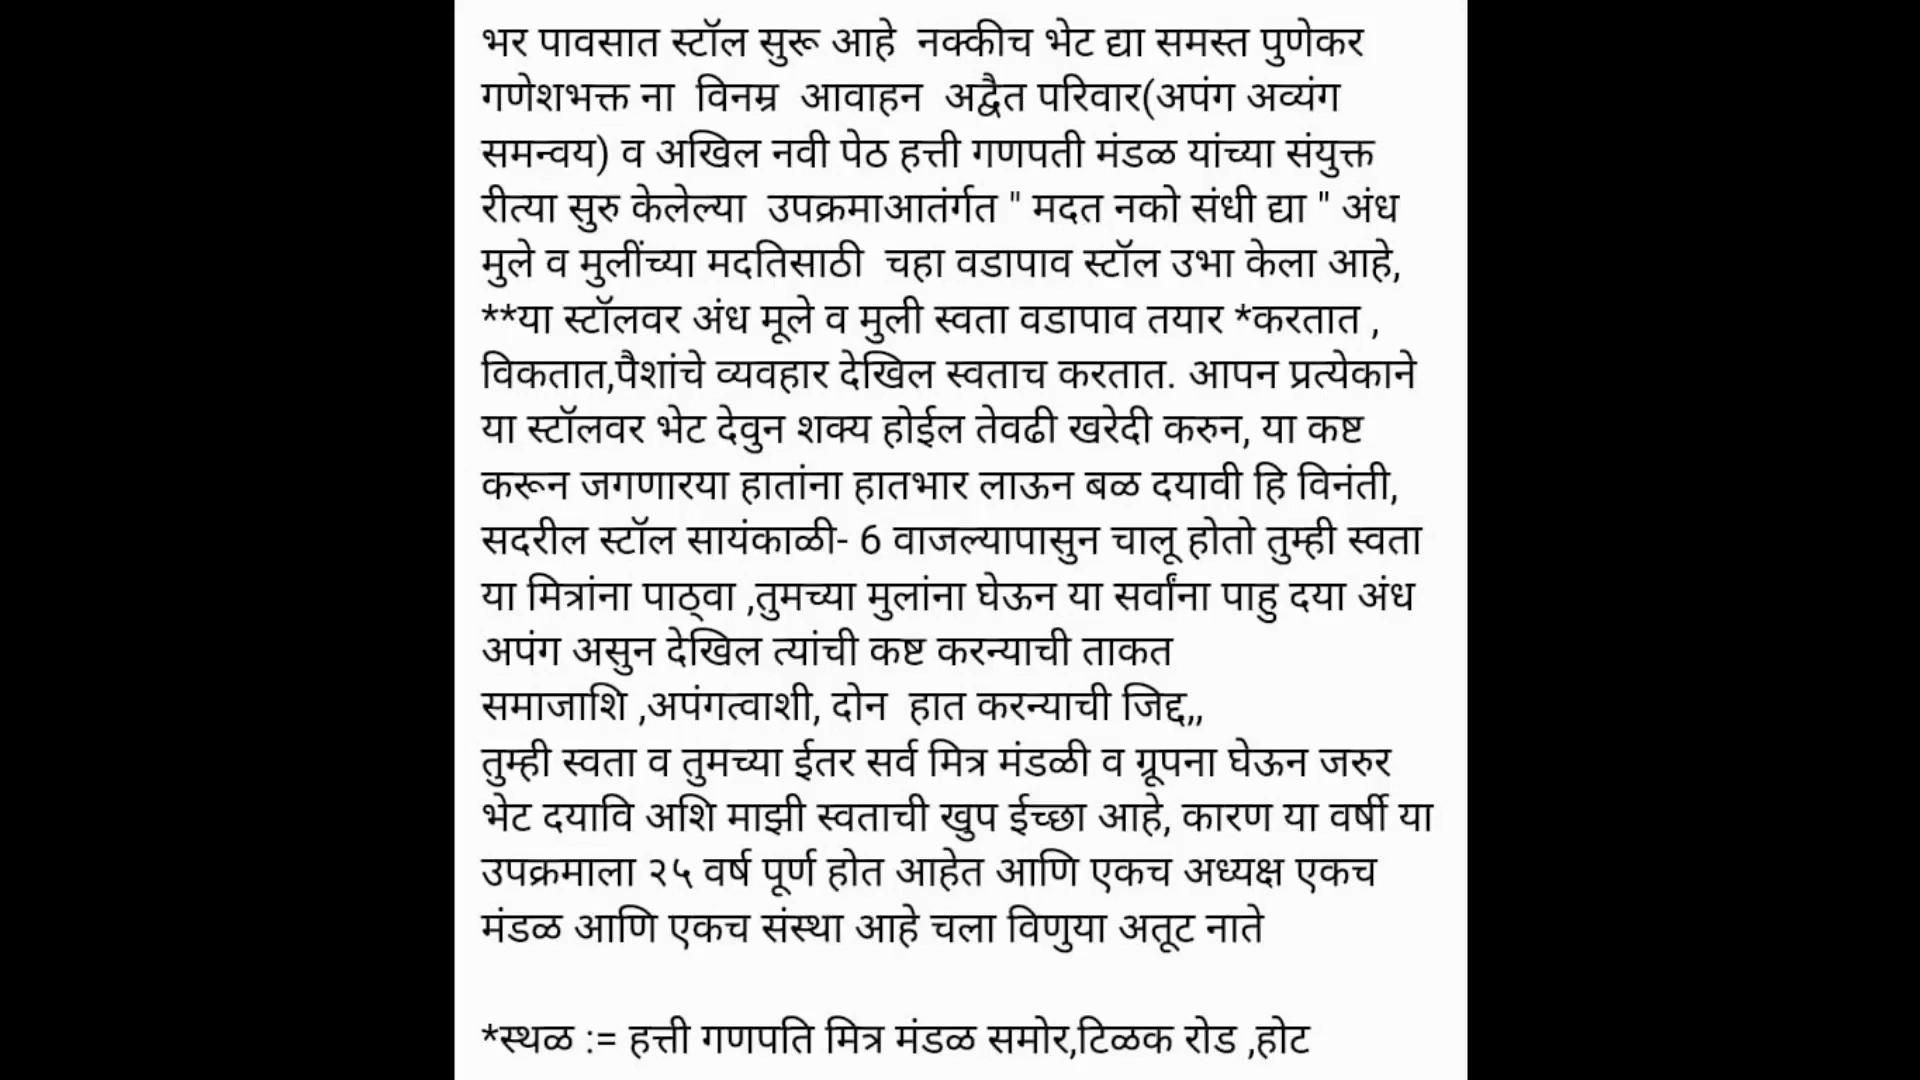 भर पावसात स्टॉल सुरू आहे  नक्कीच भेट द्या समस्त पुणेकर
गणेशभक्त ना  विनम्र  आवाहन  अद्वैत परिवार(अपंग अव्यंग
समन्वय) व अखिल नवी पेठ हत्ती गणपती मंडळ यांच्या संयुक्त
रीत्या सुरु केलेल्या  उपक्रमाआतंर्गत " मदत नको संधी द्या " अंध
मुले व मुलींच्या मदतिसाठी  चहा वडापाव स्टॉल उभा केला आहे,
**या स्टॉलवर अंध मूले व मुली स्वता वडापाव तयार *करतात ,
विकतात,पैशांचे व्यवहार देखिल स्वताच करतात. आपन प्रत्येकाने
या स्टॉलवर भेट देवुन शक्य होईल तेवढी खरेदी करुन, या कष्ट
करून जगणारया हातांना हातभार लाऊन बळ दयावी हि विनंती,
सदरील स्टॉल सायंकाळी- 6 वाजल्यापासुन चालू होतो तुम्ही स्वता
या मित्रांना पाठ्वा ,तुमच्या मुलांना घेऊन या सर्वांना पाहु दया अंध
अपंग असुन देखिल त्यांची कष्ट करन्याची ताकत
समाजाशि ,अपंगत्वाशी, दोन  हात करन्याची जिद्द,,
तुम्ही स्वता व तुमच्या ईतर सर्व मित्र मंडळी व ग्रूपना घेऊन जरुर
भेट दयावि अशि माझी स्वताची खुप ईच्छा आहे, कारण या वर्षी या
उपक्रमाला २५ वर्ष पूर्ण होत आहेत आणि एकच अध्यक्ष एकच
मंडळ आणि एकच संस्था आहे चला विणुया अतूट नाते
*स्थळ := हत्ती गणपति मित्र मंडळ समोर,टिळक रोड ,होट